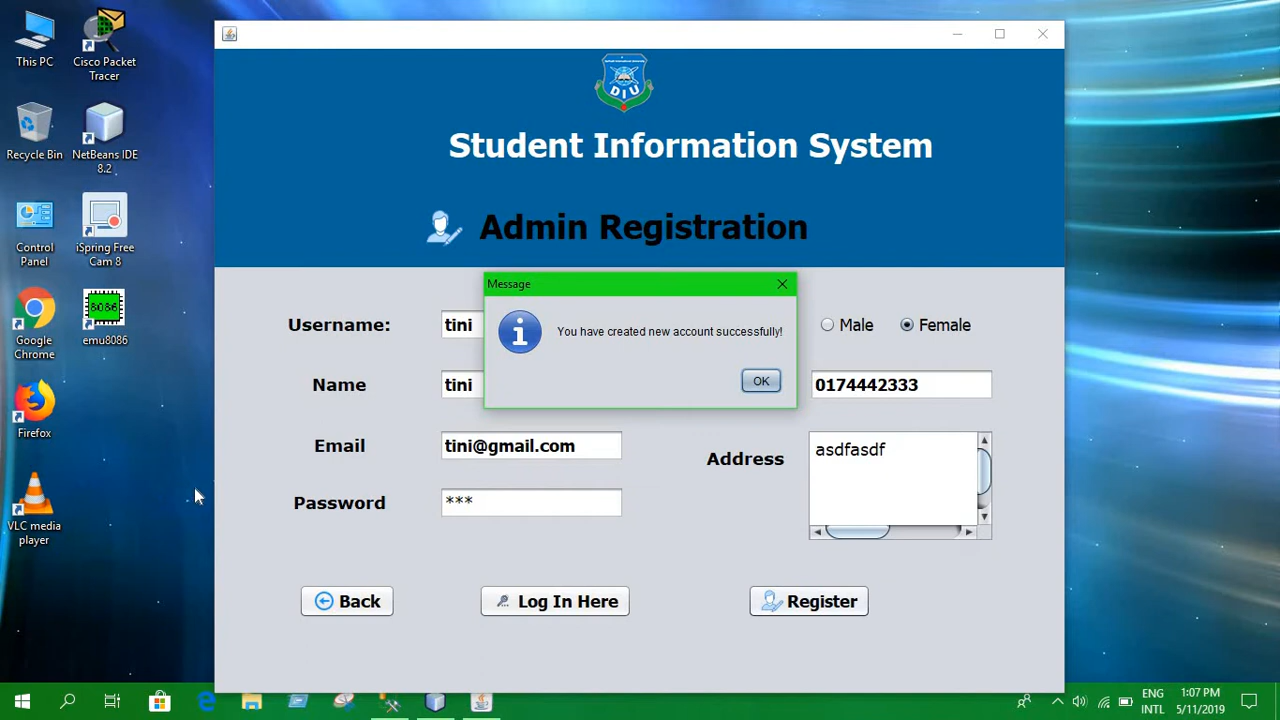 This PC
Cisco Packet
Tracer
Recycle Bin
NetBeans IDE
8.2
Control
Panel
iSpring Free
Cam 8
Google
Chrome
8086
emu8086
Firefox
VLC media
player
DIU
Student Information System
Admin Registration
Message
You have created new account successfully!
OK
Username:
tini
Male
Female
Name
tini
0174442333
Email
tini@gmail.com
Address
asdfasdf
Password
***
Back
Log In Here
Register
ENG
INTL
1:07 PM
5/11/2019